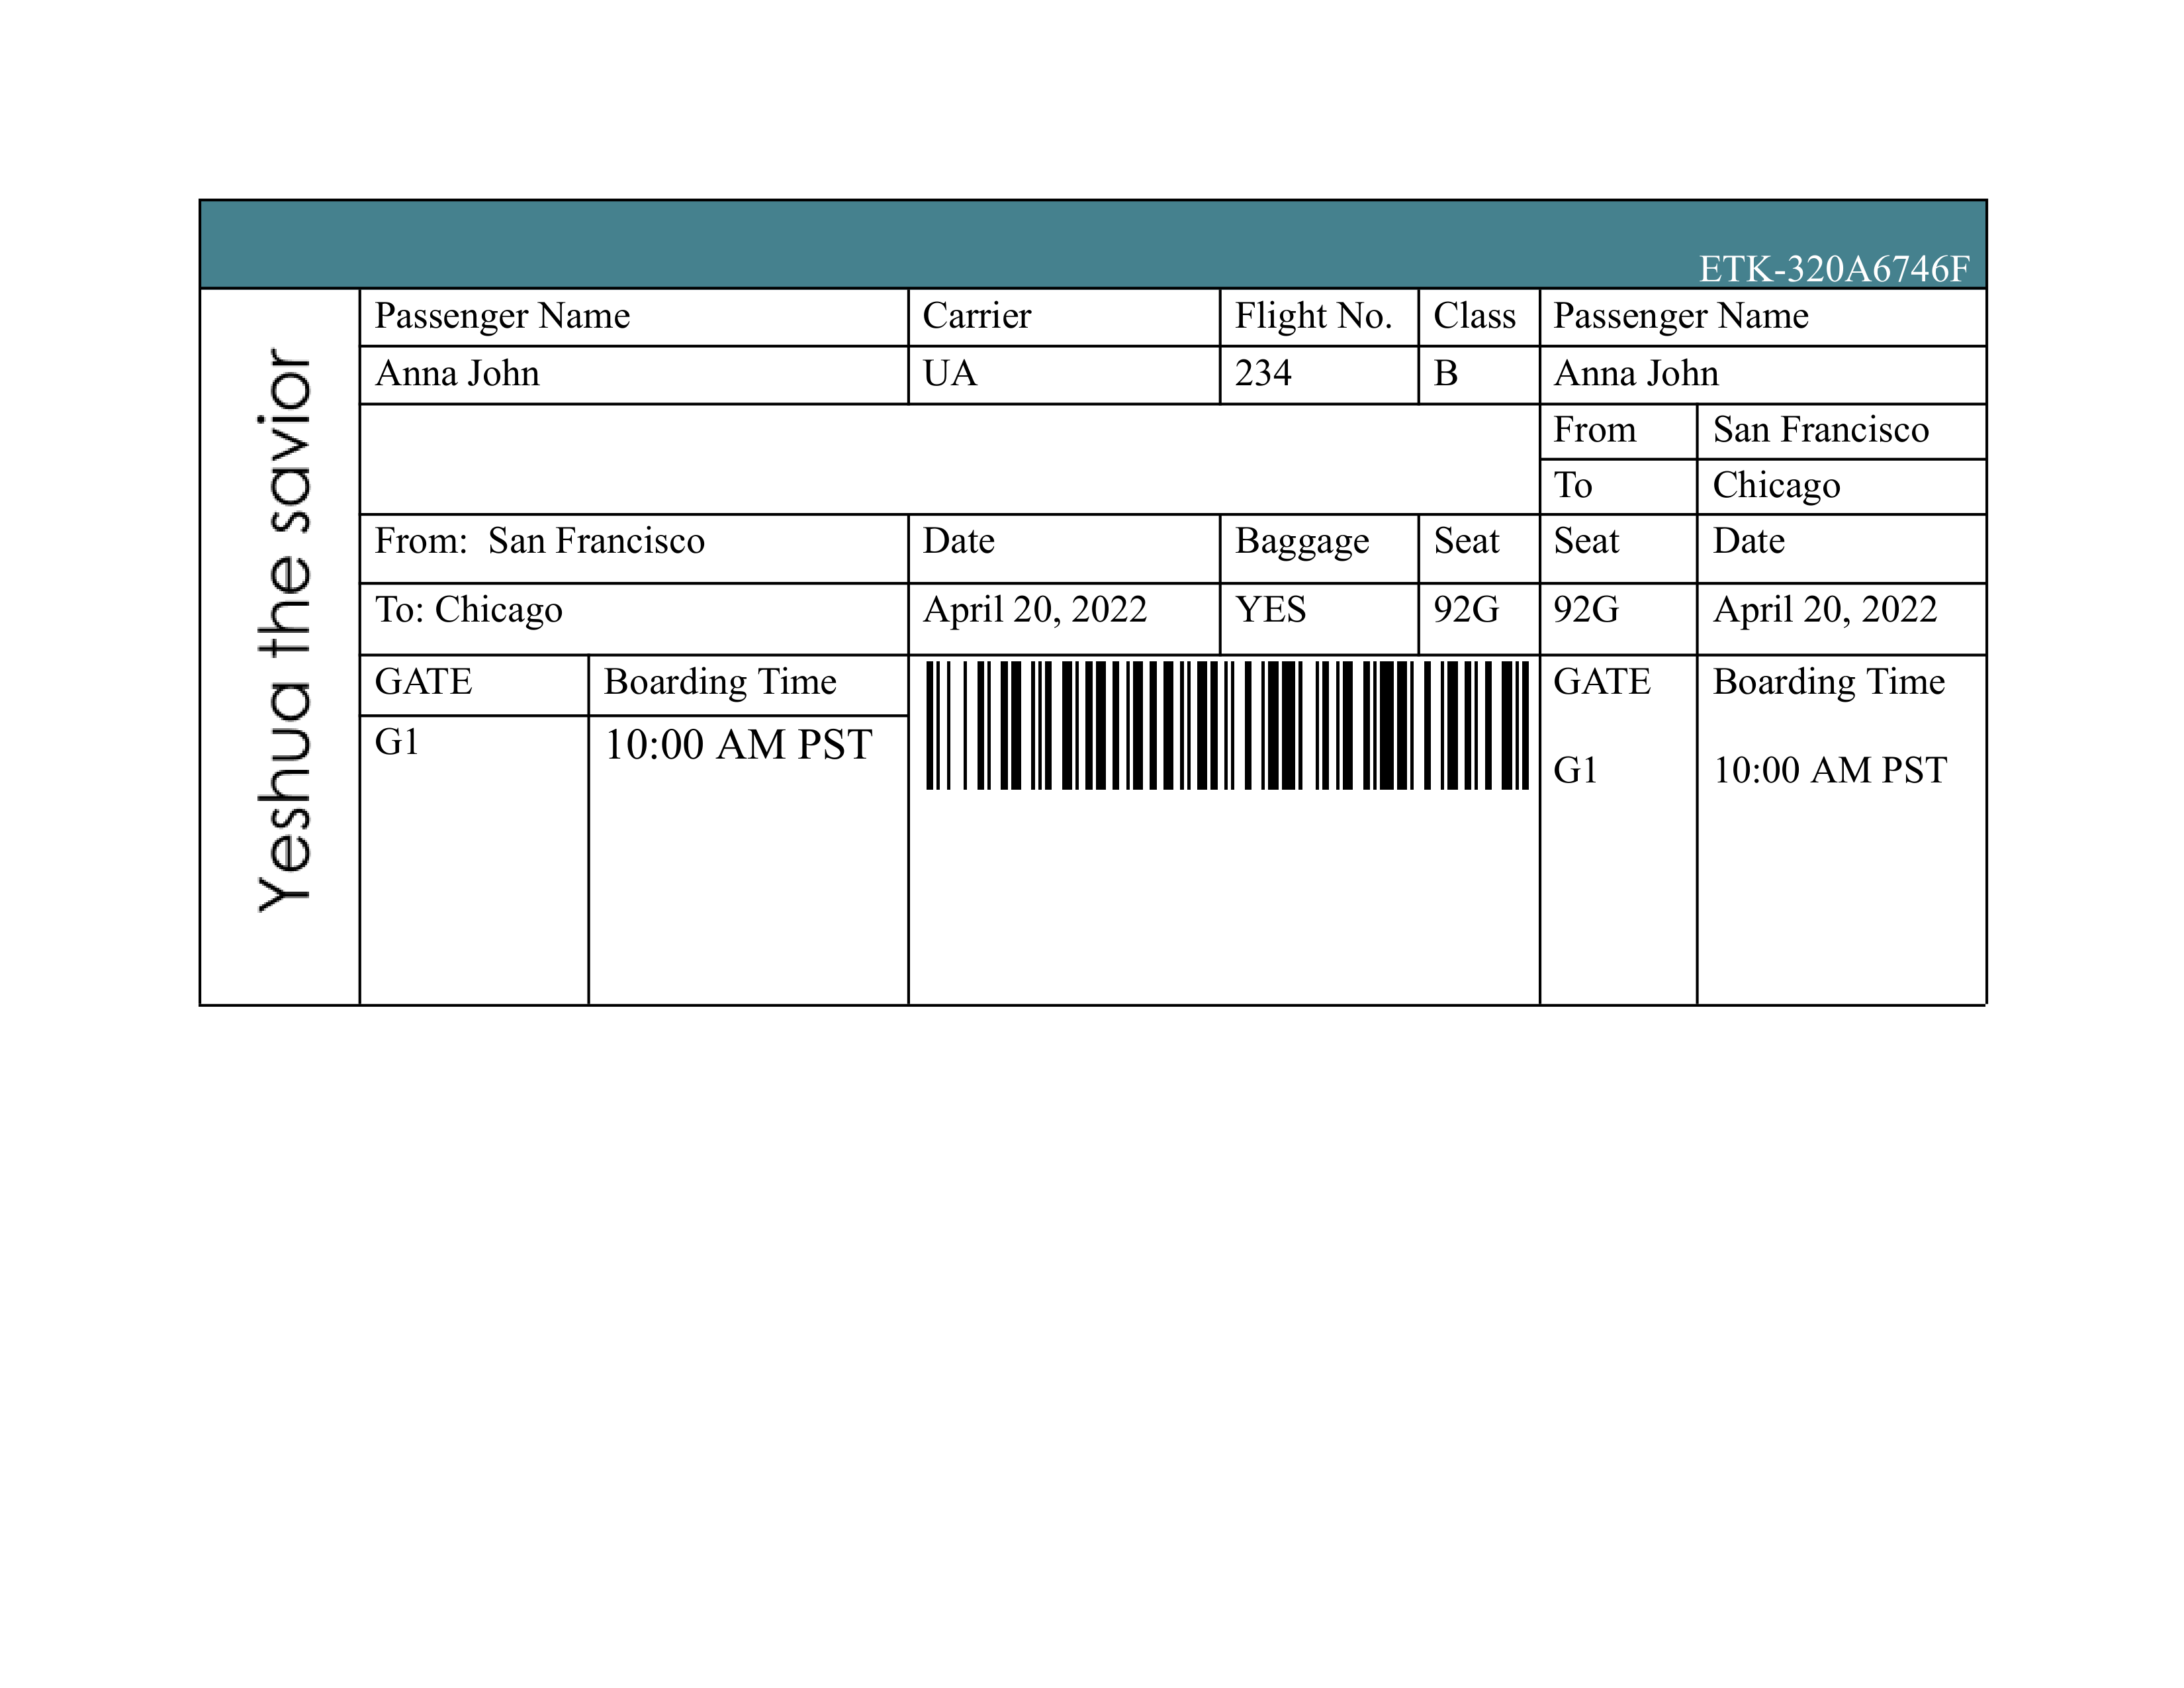 ETK-320A6746F
Yeshua the savior
Passenger Name Carrier Flight No. Class Passenger Name
Anna John UA 234 B Anna John
From San Francisco
To Chicago
From: San Francisco Date Baggage Seat Seat Date
To: Chicago April 20, 2022 YES 92G 92G April 20, 2022
GATE Boarding Time GATE Boarding Time
G1 10:00 AM PST G1 10:00 AM PST